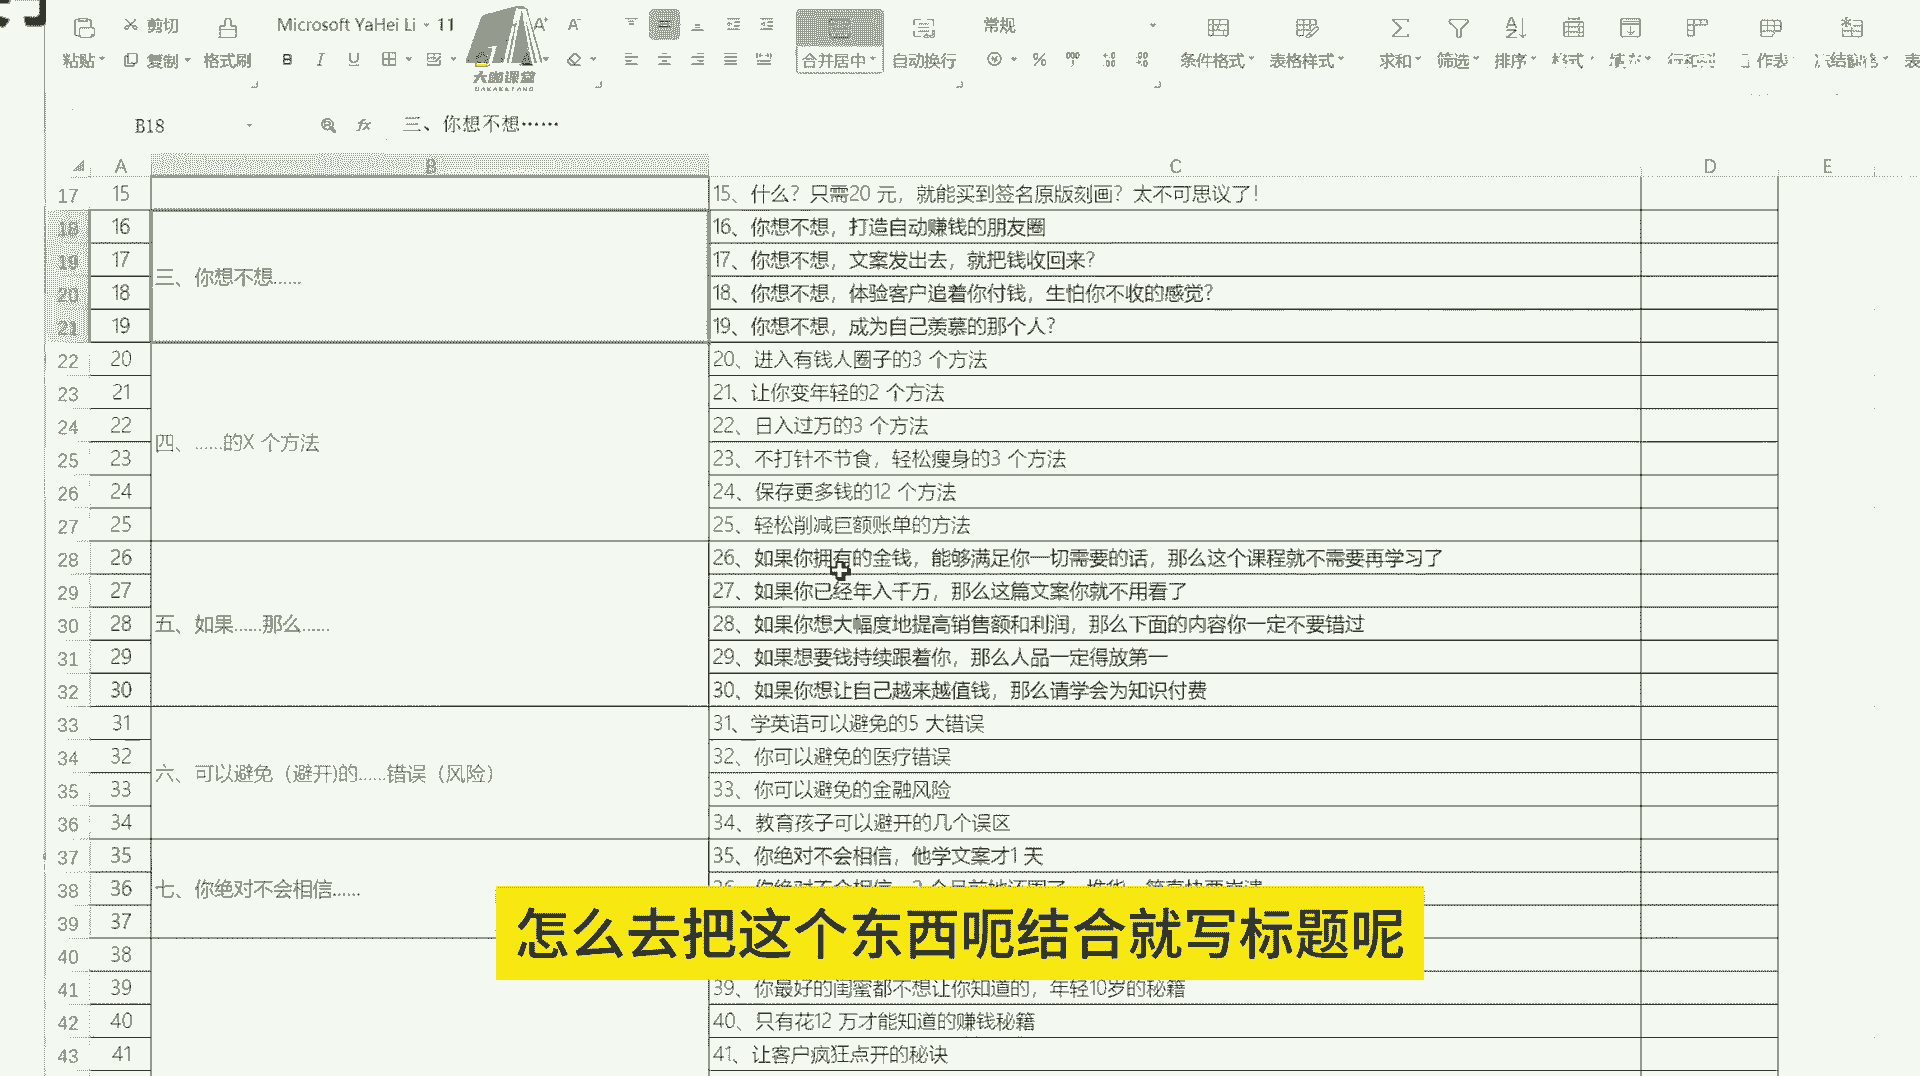 剪切
Microsoft YaHei Li 11 A+ A-
常规
粘贴 复制 格式刷
B I U
A
合并居中 自动换行
%
条件格式 表格样式
求和 筛选 排序
大咖课堂
DAKAKETANG
B18
fx 三、你想不想……
A B C D E
17 15 15、什么？只需20 元，就能买到签名原版刻画？太不可思议了！
18 16 16、你想不想，打造自动赚钱的朋友圈
19 17 17、你想不想，文案发出去，就把钱收回来？
三、你想不想……
20 18 18、你想不想，体验客户追着你付钱，生怕你不收的感觉？
21 19 19、你想不想，成为自己羡慕的那个人？
22 20 20、进入有钱人圈子的3 个方法
23 21 21、让你变年轻的2 个方法
24 22 22、日入过万的3 个方法
四、……的X 个方法
25 23 23、不打针不节食，轻松瘦身的3 个方法
26 24 24、保存更多钱的12 个方法
27 25 25、轻松削减巨额账单的方法
28 26 26、如果你拥有的金钱，能够满足你一切需要的话，那么这个课程就不需要再学习了
29 27 27、如果你已经年入千万，那么这篇文案你就不用看了
30 28 五、如果……那么…… 28、如果你想大幅度地提高销售额和利润，那么下面的内容你一定不要错过
31 29 29、如果想要钱持续跟着你，那么人品一定得放第一
32 30 30、如果你想让自己越来越值钱，那么请学会为知识付费
33 31 31、学英语可以避免的5 大错误
34 32 32、你可以避免的医疗错误
六、可以避免（避开)的……错误（风险）
35 33 33、你可以避免的金融风险
36 34 34、教育孩子可以避开的几个误区
37 35 35、你绝对不会相信，他学文案才1 天
38 36 七、你绝对不会相信……
39 37
怎么去把这个东西呃结合就写标题呢
40 38
41 39 39、你最好的闺蜜都不想让你知道的，年轻10岁的秘籍
42 40 40、只有花12 万才能知道的赚钱秘籍
43 41 41、让客户疯狂点开的秘诀